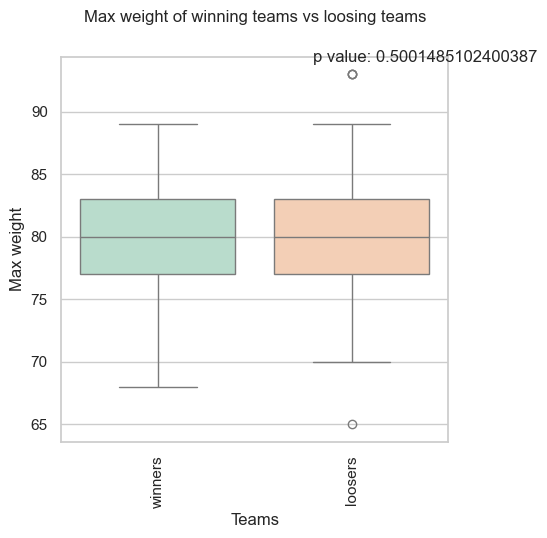 Max weight of winning teams vs loosing teams
p value: 0.5001485102400387
90
85
80
75
70
65
Max weight
winners
loosers
Teams